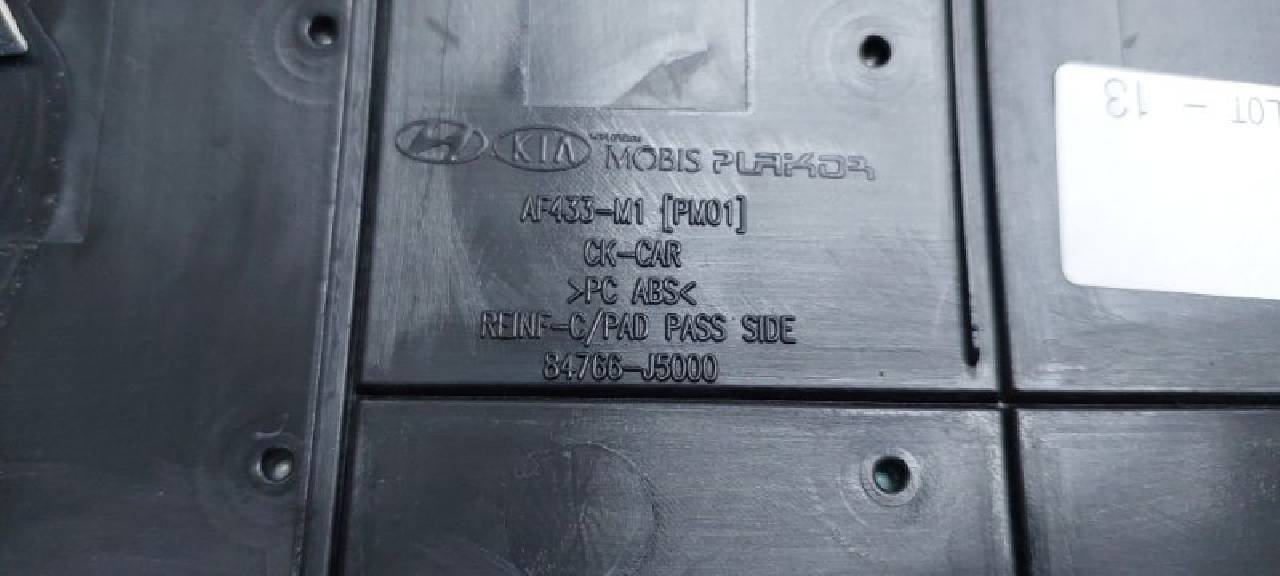 KIA MOBIS PLAKOR
AF433-M1 [PM01]
CK-CAR
>PC ABS<
REINF-C/PAD PASS SIDE
84766-J5000
LOT - 13